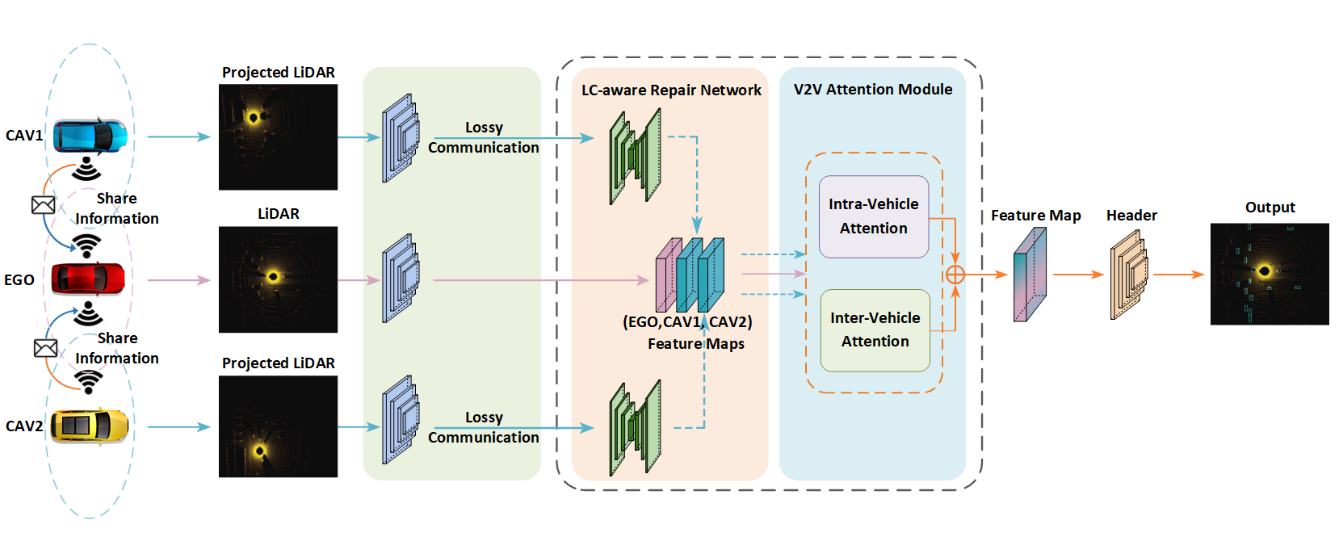 Projected LiDAR
CAV1
Share
Information
LiDAR
EGO
Share
Information
Projected LiDAR
CAV2
Lossy
Communication
Lossy
Communication
LC-aware Repair Network
(EGO,CAV1, CAV2)
Feature Maps
V2V Attention Module
Intra-Vehicle
Attention
Inter-Vehicle
Attention
Feature Map
Header
Output